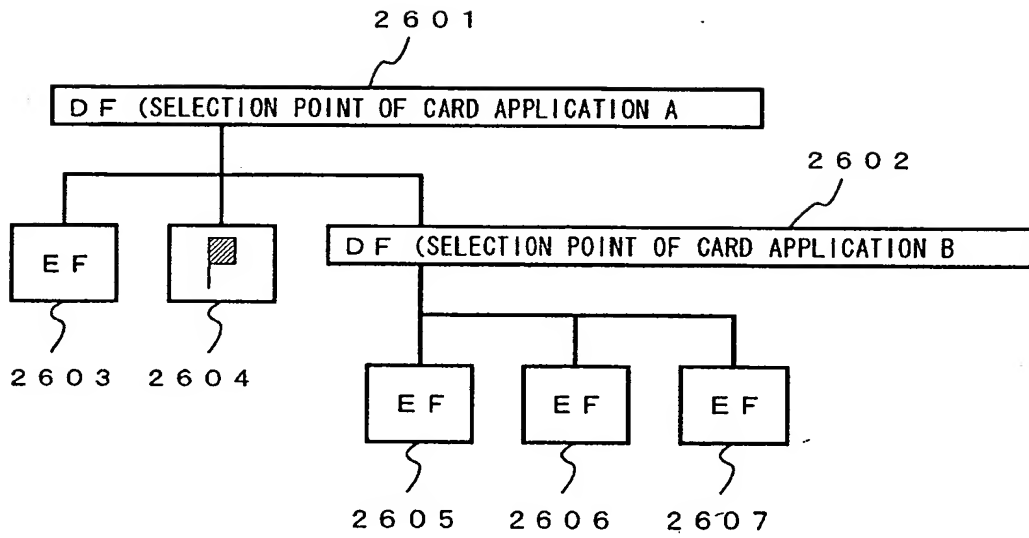 2601
DF (SELECTION POINT OF CARD APPLICATION A
2602
DF (SELECTION POINT OF CARD APPLICATION B
EF
2603
2604
EF
EF
EF
2605
2606
2607